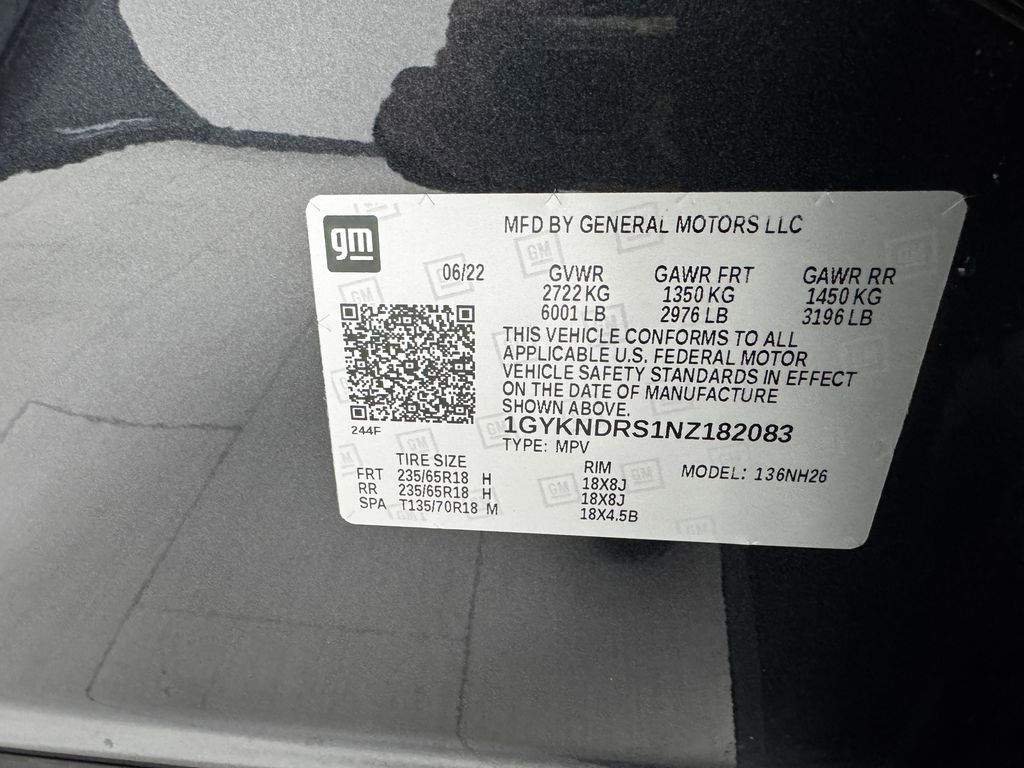 gm
MFD BY GENERAL MOTORS LLC
06/22
GVWR GAWR FRT GAWR RR
2722 KG 1350 KG 1450 KG
6001 LB 2976 LB 3196 LB
THIS VEHICLE CONFORMS TO ALL
APPLICABLE U.S. FEDERAL MOTOR
VEHICLE SAFETY STANDARDS IN EFFECT
ON THE DATE OF MANUFACTURE
SHOWN ABOVE.
244F
1GYKNDRS1NZ182083
TYPE: MPV
TIRE SIZE RIM MODEL: 136NH26
FRT 235/65R18 H 18X8J
RR 235/65R18 H 18X8J
SPA T135/70R18 M 18X4.5B